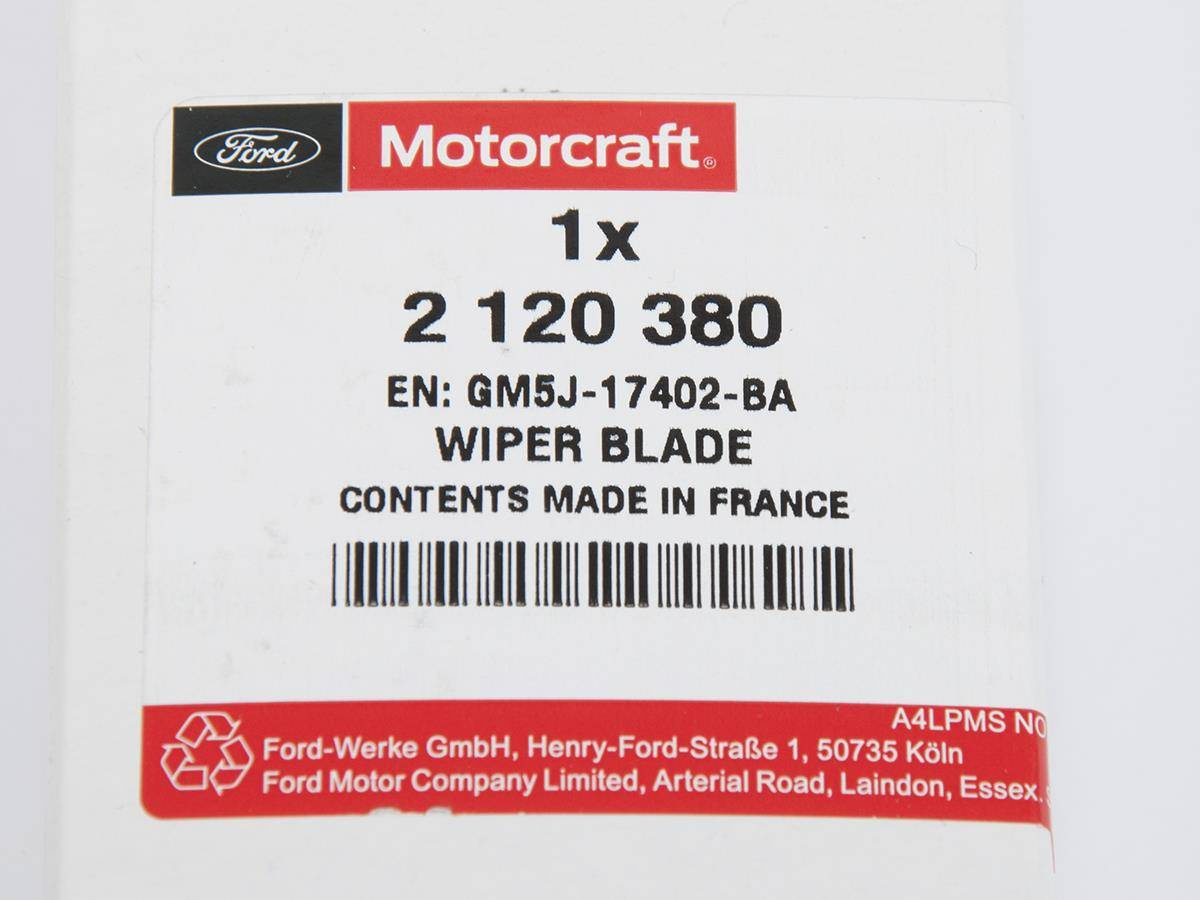 Ford Motorcraft®
1x
2 120 380
EN: GM5J-17402-BA
WIPER BLADE
CONTENTS MADE IN FRANCE
A4LPMS NO
Ford-Werke GmbH, Henry-Ford-Straße 1, 50735 Köln
Ford Motor Company Limited, Arterial Road, Laindon, Essex.